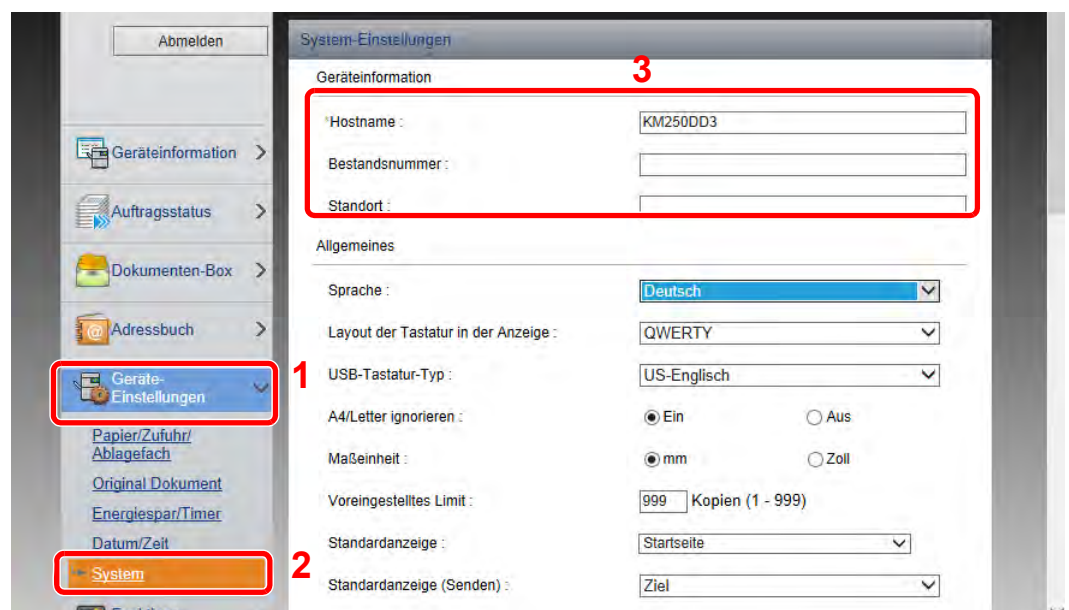 Abmelden
Geräteinformation
Auftragsstatus
Dokumenten-Box
Adressbuch
1
Geräte-
Einstellungen
Papier/Zufuhr/
Ablagefach
Original Dokument
Energiespar/Timer
Datum/Zeit
2
System
System-Einstellungen
Geräteinformation
3
*Hostname : KM250DD3
Bestandsnummer :
Standort :
Allgemeines
Sprache : Deutsch
Layout der Tastatur in der Anzeige : QWERTY
USB-Tastatur-Typ : US-Englisch
A4/Letter ignorieren : Ein Aus
Maßeinheit : mm Zoll
Voreingestelltes Limit : 999 Kopien (1 - 999)
Standardanzeige : Startseite
Standardanzeige (Senden) : Ziel